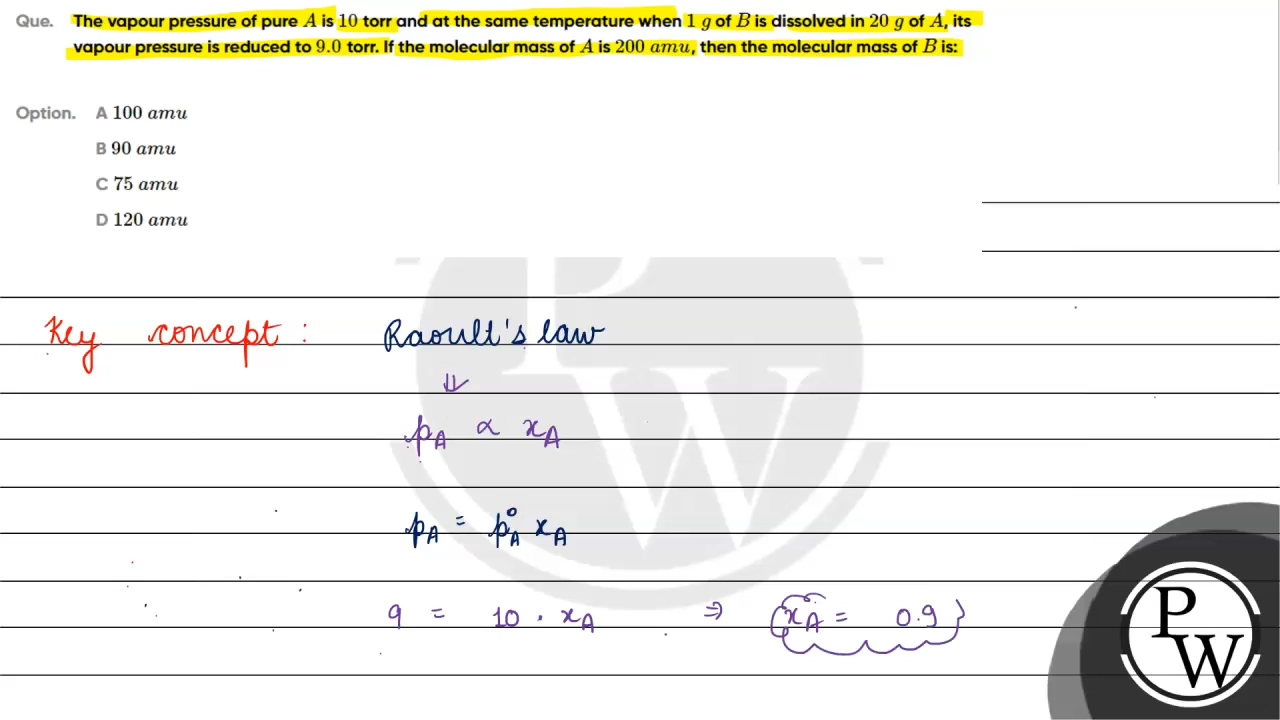 Que. The vapour pressure of pure A is 10 torr and at the same temperature when 1 g of B is dissolved in 20 g of A, its
vapour pressure is reduced to 9.0 torr. If the molecular mass of A is 200 amu, then the molecular mass of B is:
Option. A 100 amu
B 90 amu
C 75 amu
D 120 amu
Key concept : Raoult's law
⇓
pA ∝ xA
pA = p°A xA
9 = 10 . xA ⇒ xA = 0.9
PW
PW